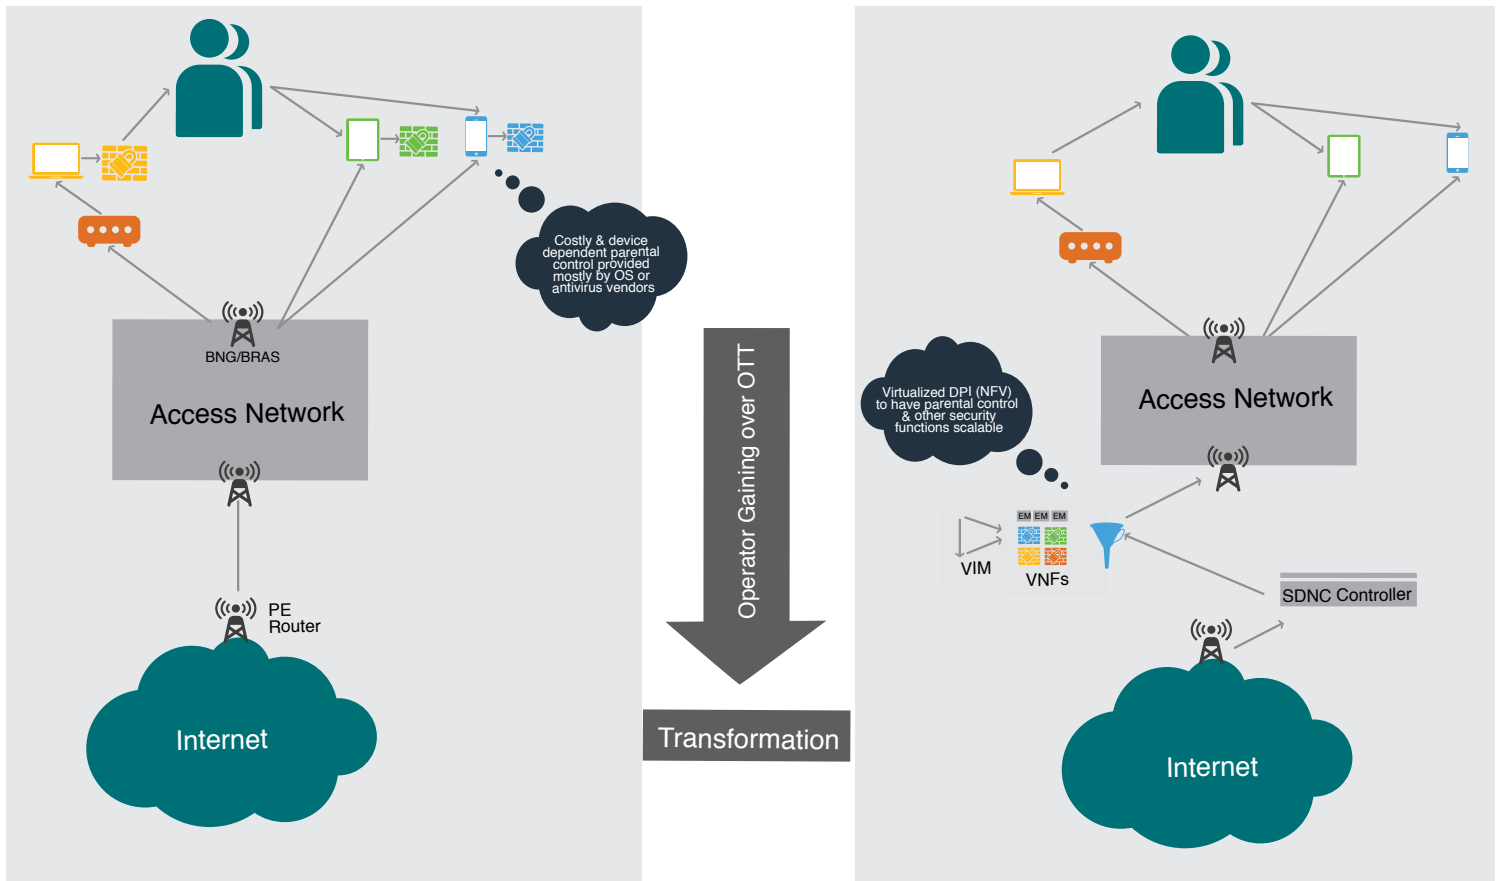 Costly & device
dependent parental
control provided
mostly by OS or
antivirus vendors
BNG/BRAS
Access Network
PE
Router
Internet
Operator Gaining over OTT
Transformation
Virtualized DPI (NFV)
to have parental control
& other security
functions scalable
Access Network
EM EM EM
VIM
VNFs
SDNC Controller
Internet